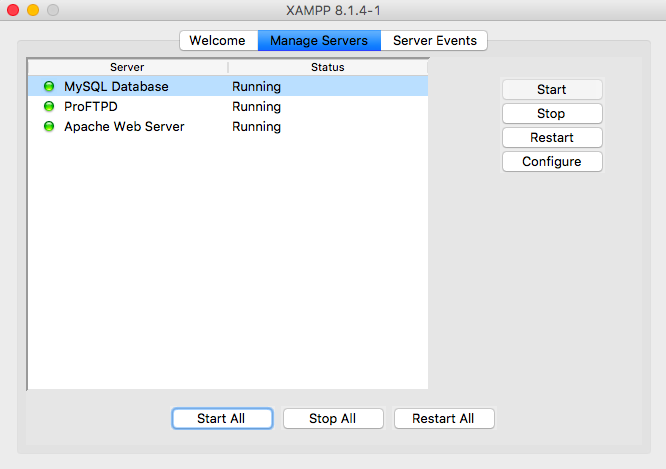 XAMPP 8.1.4-1
Welcome Manage Servers Server Events
Server Status
MySQL Database Running
ProFTPD Running
Apache Web Server Running
Start
Stop
Restart
Configure
Start All Stop All Restart All